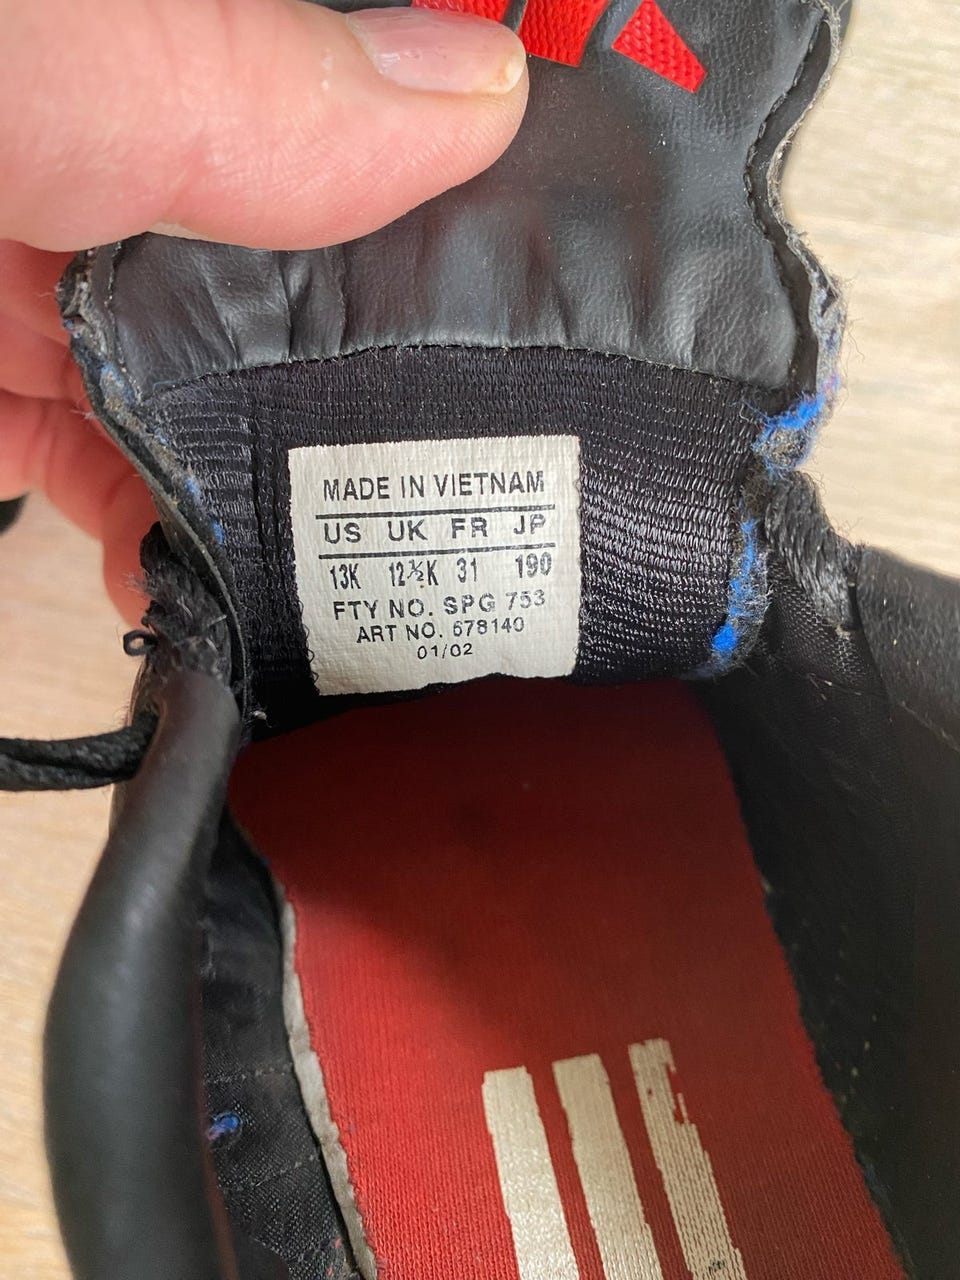 MADE IN VIETNAM
US UK FR JP
13K 12½K 31 190
FTY NO. SPG 753
ART NO. 678140
01/02